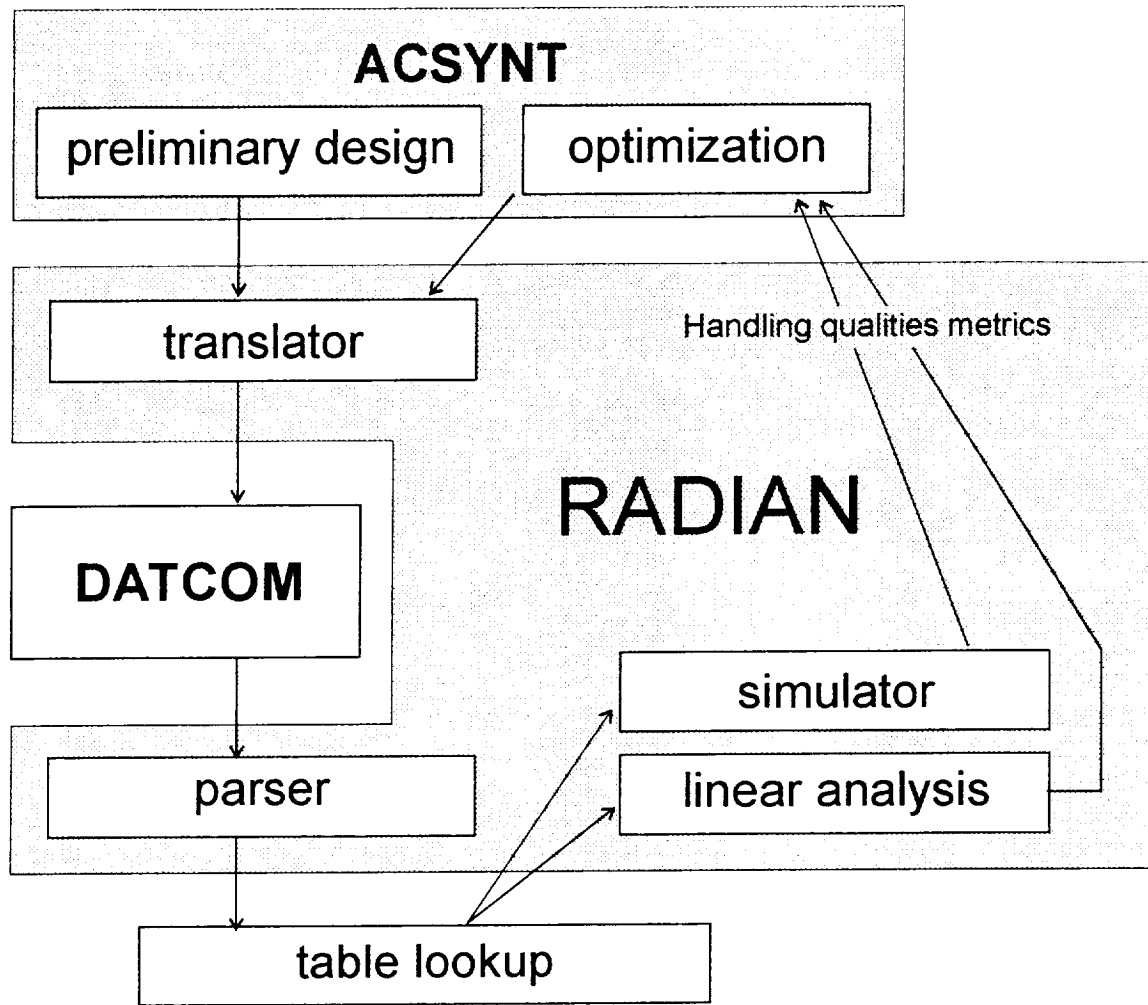 ACSYNT
preliminary design
optimization
translator
Handling qualities metrics
RADIAN
DATCOM
simulator
parser
linear analysis
table lookup